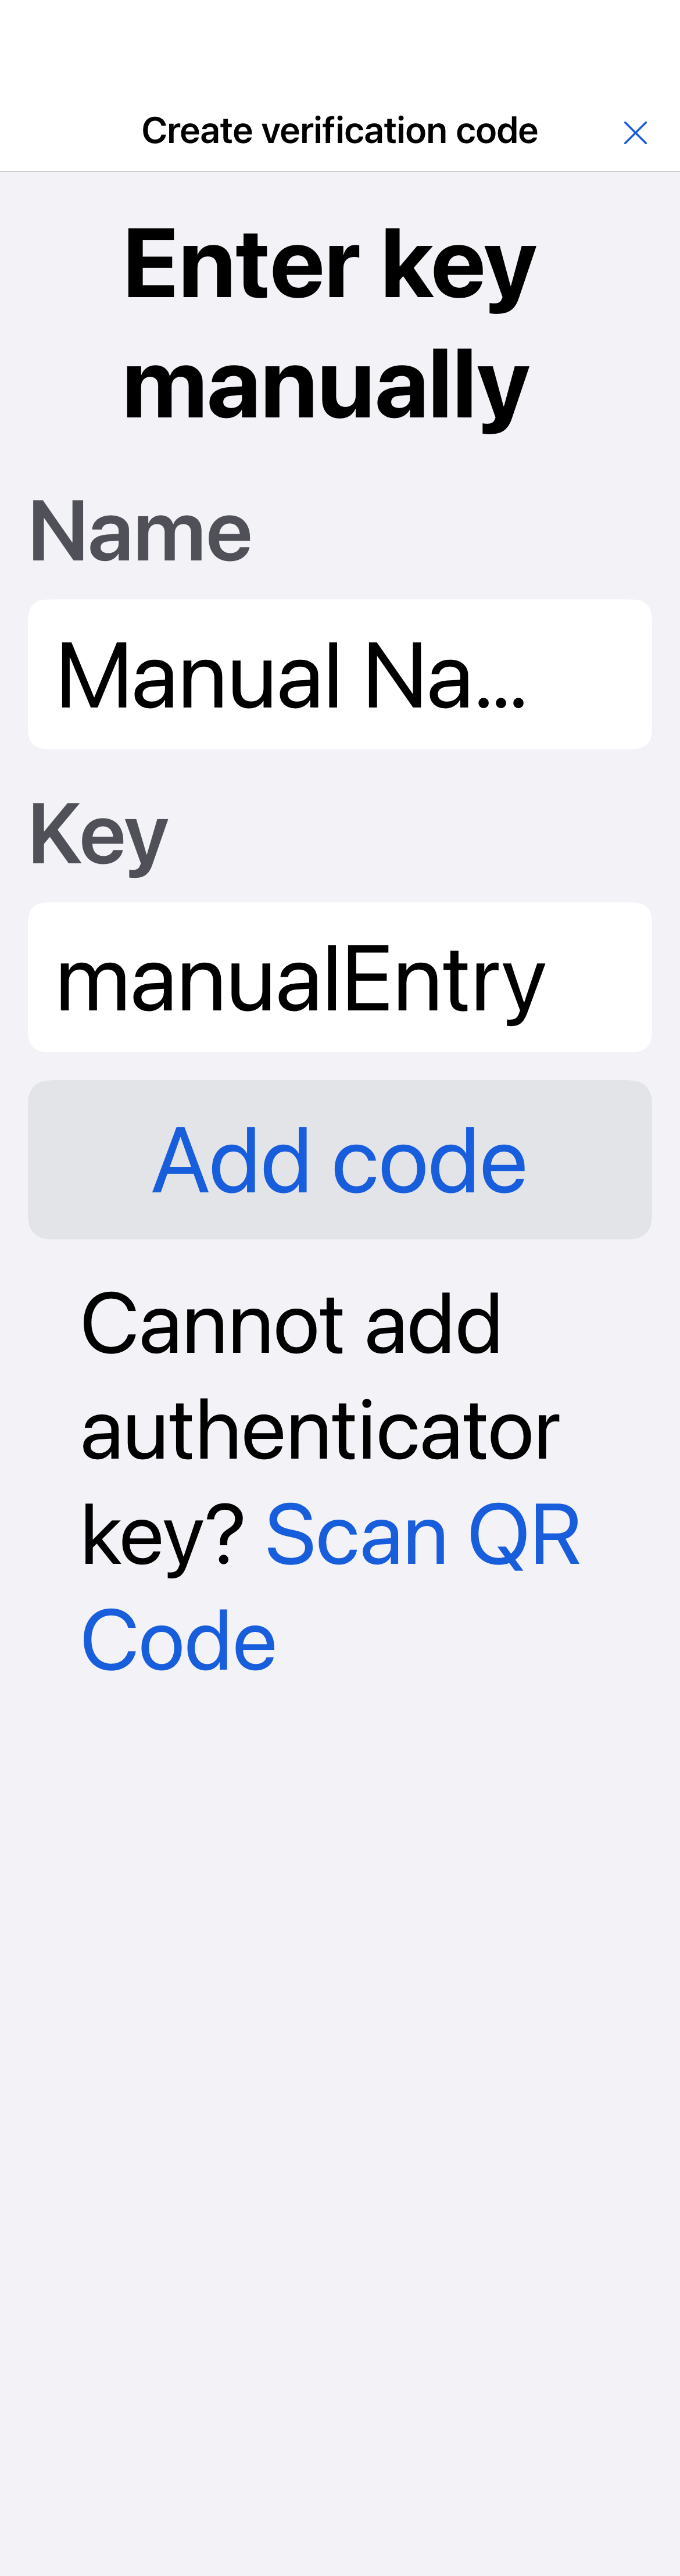 Create verification code
Enter key
manually
Name
Manual Na...
Key
manualEntry
Add code
Cannot add
authenticator
key? Scan QR
Code